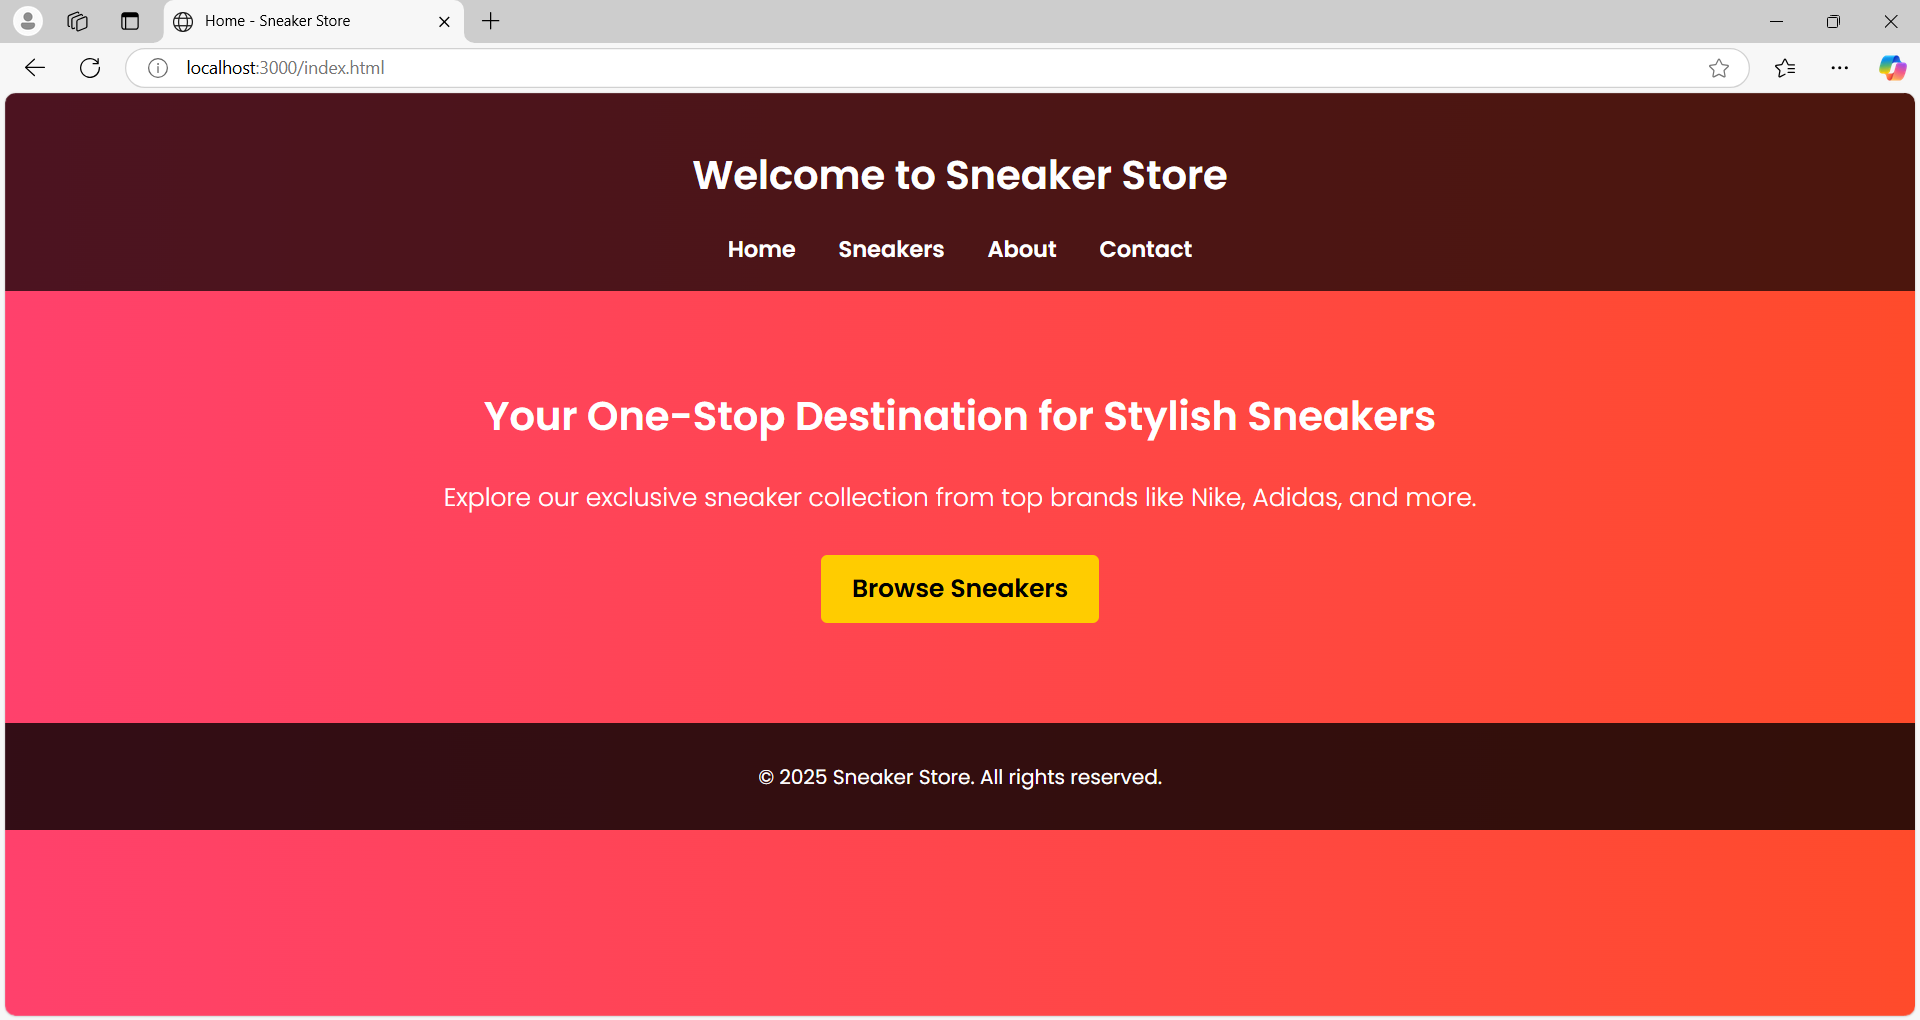 Home - Sneaker Store
localhost:3000/index.html
Welcome to Sneaker Store
Home Sneakers About Contact
Your One-Stop Destination for Stylish Sneakers
Explore our exclusive sneaker collection from top brands like Nike, Adidas, and more.
Browse Sneakers
© 2025 Sneaker Store. All rights reserved.